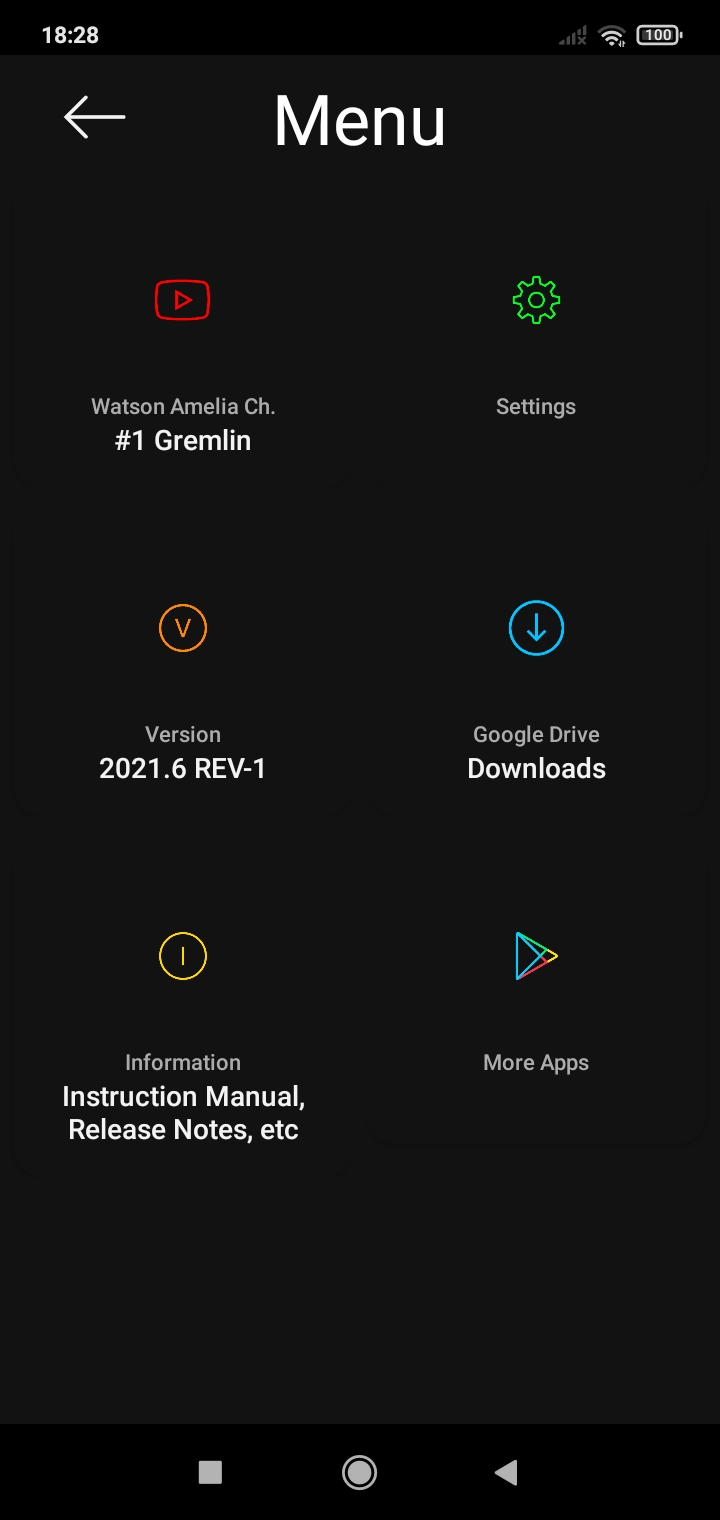 18:28
100
Menu
Watson Amelia Ch.
#1 Gremlin
Settings
V
Version
2021.6 REV-1
Google Drive
Downloads
I
Information
Instruction Manual,
Release Notes, etc
More Apps